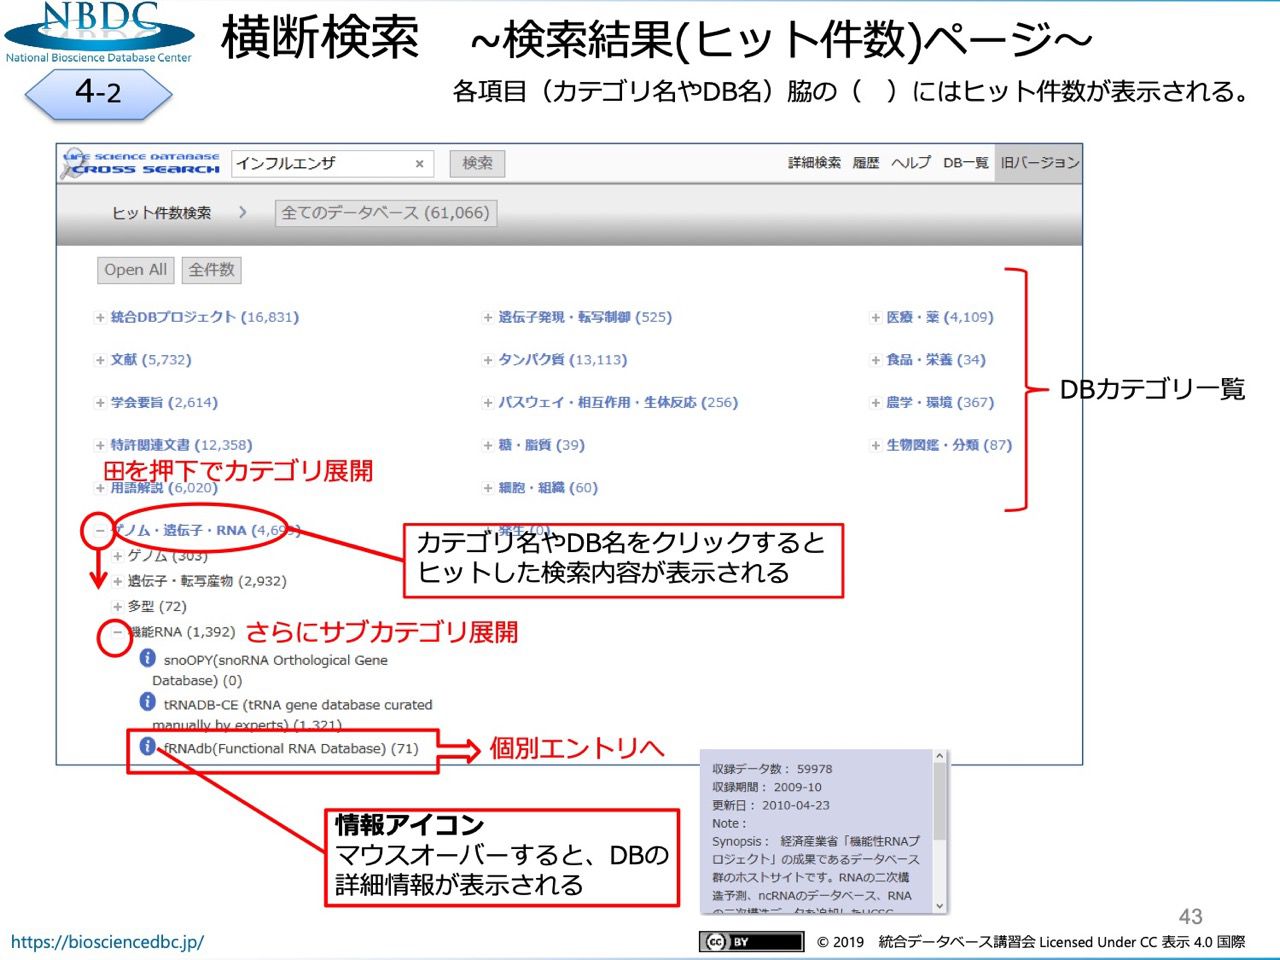 NBDC
National Bioscience Database Center
横断検索 ~検索結果(ヒット件数)ページ～
4-2
各項目（カテゴリ名やDB名）脇の（　）にはヒット件数が表示される。
LIFE SCIENCE DATABASE
CROSS SEARCH
インフルエンザ × 検索 詳細検索 履歴 ヘルプ DB一覧 旧バージョン
ヒット件数検索 > 全てのデータベース (61,066)
Open All 全件数
+ 統合DBプロジェクト (16,831) + 遺伝子発現・転写制御 (525) + 医療・薬 (4,109)
+ 文献 (5,732) + タンパク質 (13,113) + 食品・栄養 (34)
DBカテゴリ一覧
+ 学会要旨 (2,614) + パスウェイ・相互作用・生体反応 (256) + 農学・環境 (367)
+ 特許関連文書 (12,358) + 糖・脂質 (39) + 生物図鑑・分類 (87)
田を押下でカテゴリ展開
+ 用語解説 (6,020) + 細胞・組織 (60)
− ゲノム・遺伝子・RNA (4,699) + 発生 (0)
カテゴリ名やDB名をクリックすると
ヒットした検索内容が表示される
+ ゲノム (303)
+ 遺伝子・転写産物 (2,932)
+ 多型 (72)
− 機能RNA (1,392) さらにサブカテゴリ展開
i snoOPY(snoRNA Orthological Gene
Database) (0)
i tRNADB-CE (tRNA gene database curated
manually by experts) (1,321)
i fRNAdb(Functional RNA Database) (71) 個別エントリへ
情報アイコン
マウスオーバーすると、DBの
詳細情報が表示される
収録データ数： 59978
収録期間： 2009-10
更新日： 2010-04-23
Note：
Synopsis： 経済産業省「機能性RNAプ
ロジェクト」の成果であるデータベース
群のホストサイトです。RNAの二次構
造予測、ncRNAのデータベース、RNA
の二次構造データを追加したUCSC
43
https://biosciencedbc.jp/
CC BY © 2019 統合データベース講習会 Licensed Under CC 表示 4.0 国際